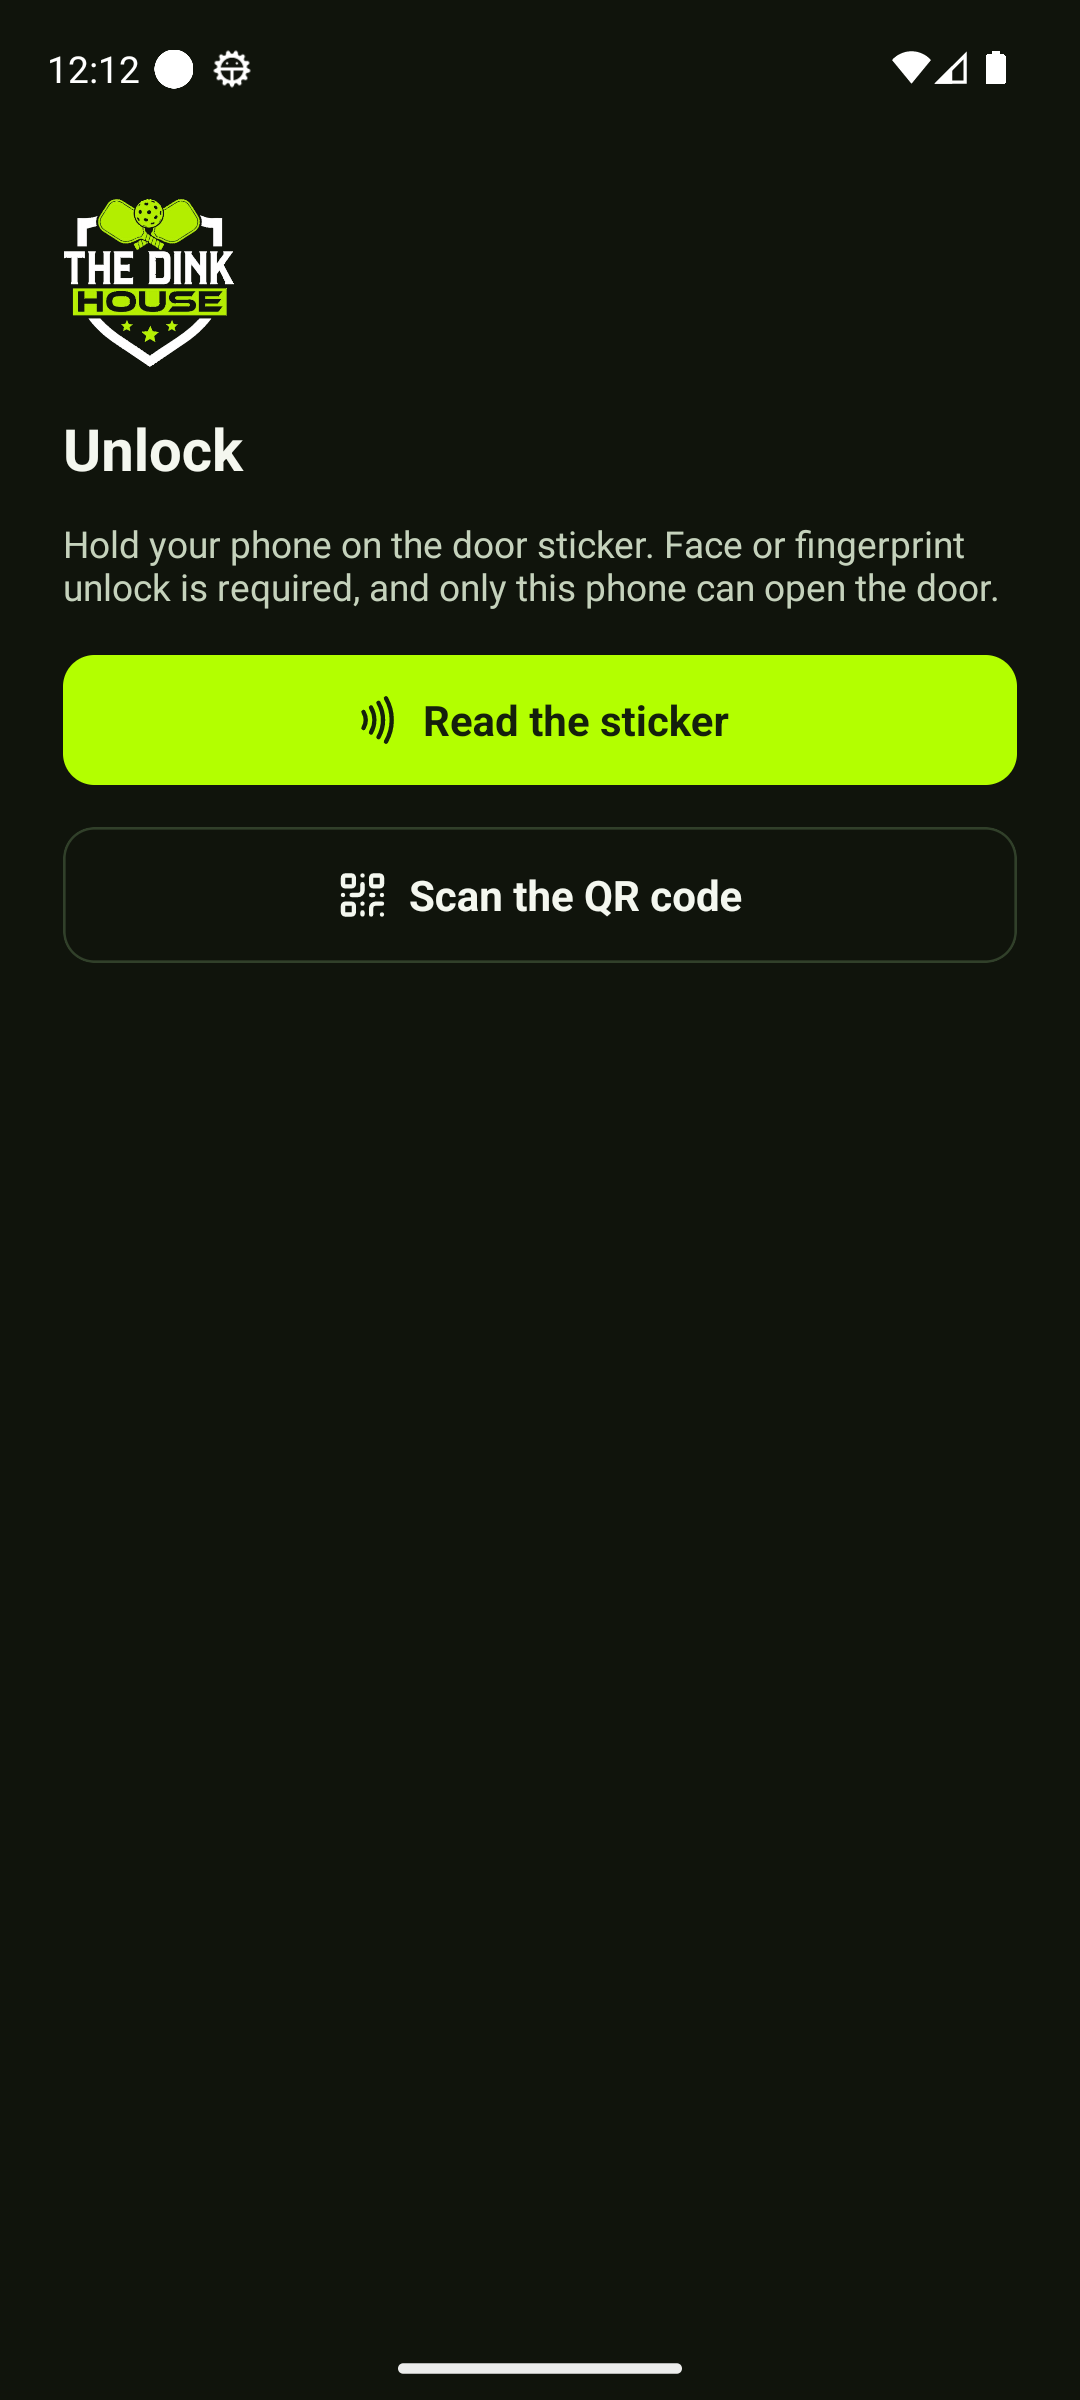 12:12
THE DINK
HOUSE
Unlock
Hold your phone on the door sticker. Face or fingerprint
unlock is required, and only this phone can open the door.
Read the sticker
Scan the QR code